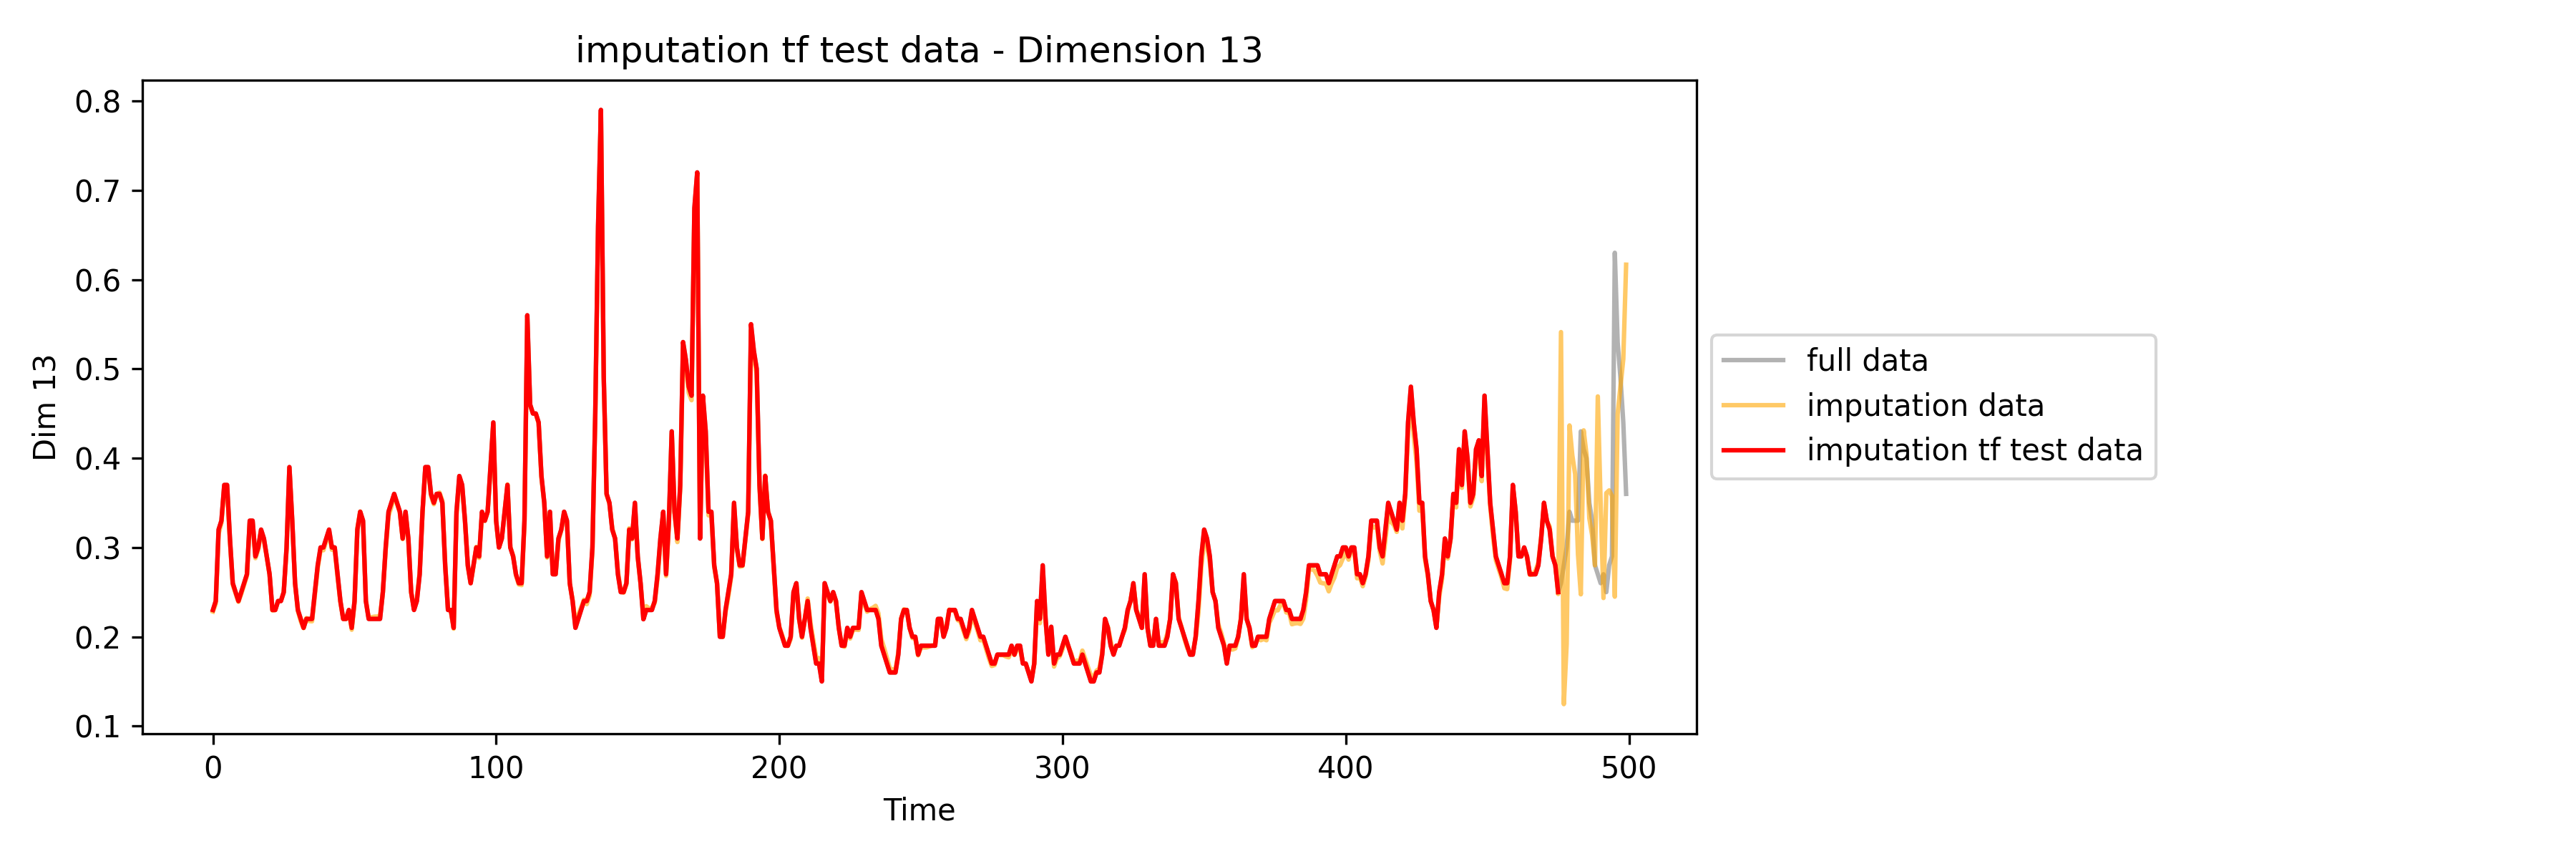 imputation tf test data - Dimension 13
0.8
0.7
0.6
0.5
0.4
0.3
0.2
0.1
Dim 13
0 100 200 300 400 500
Time
full data
imputation data
imputation tf test data